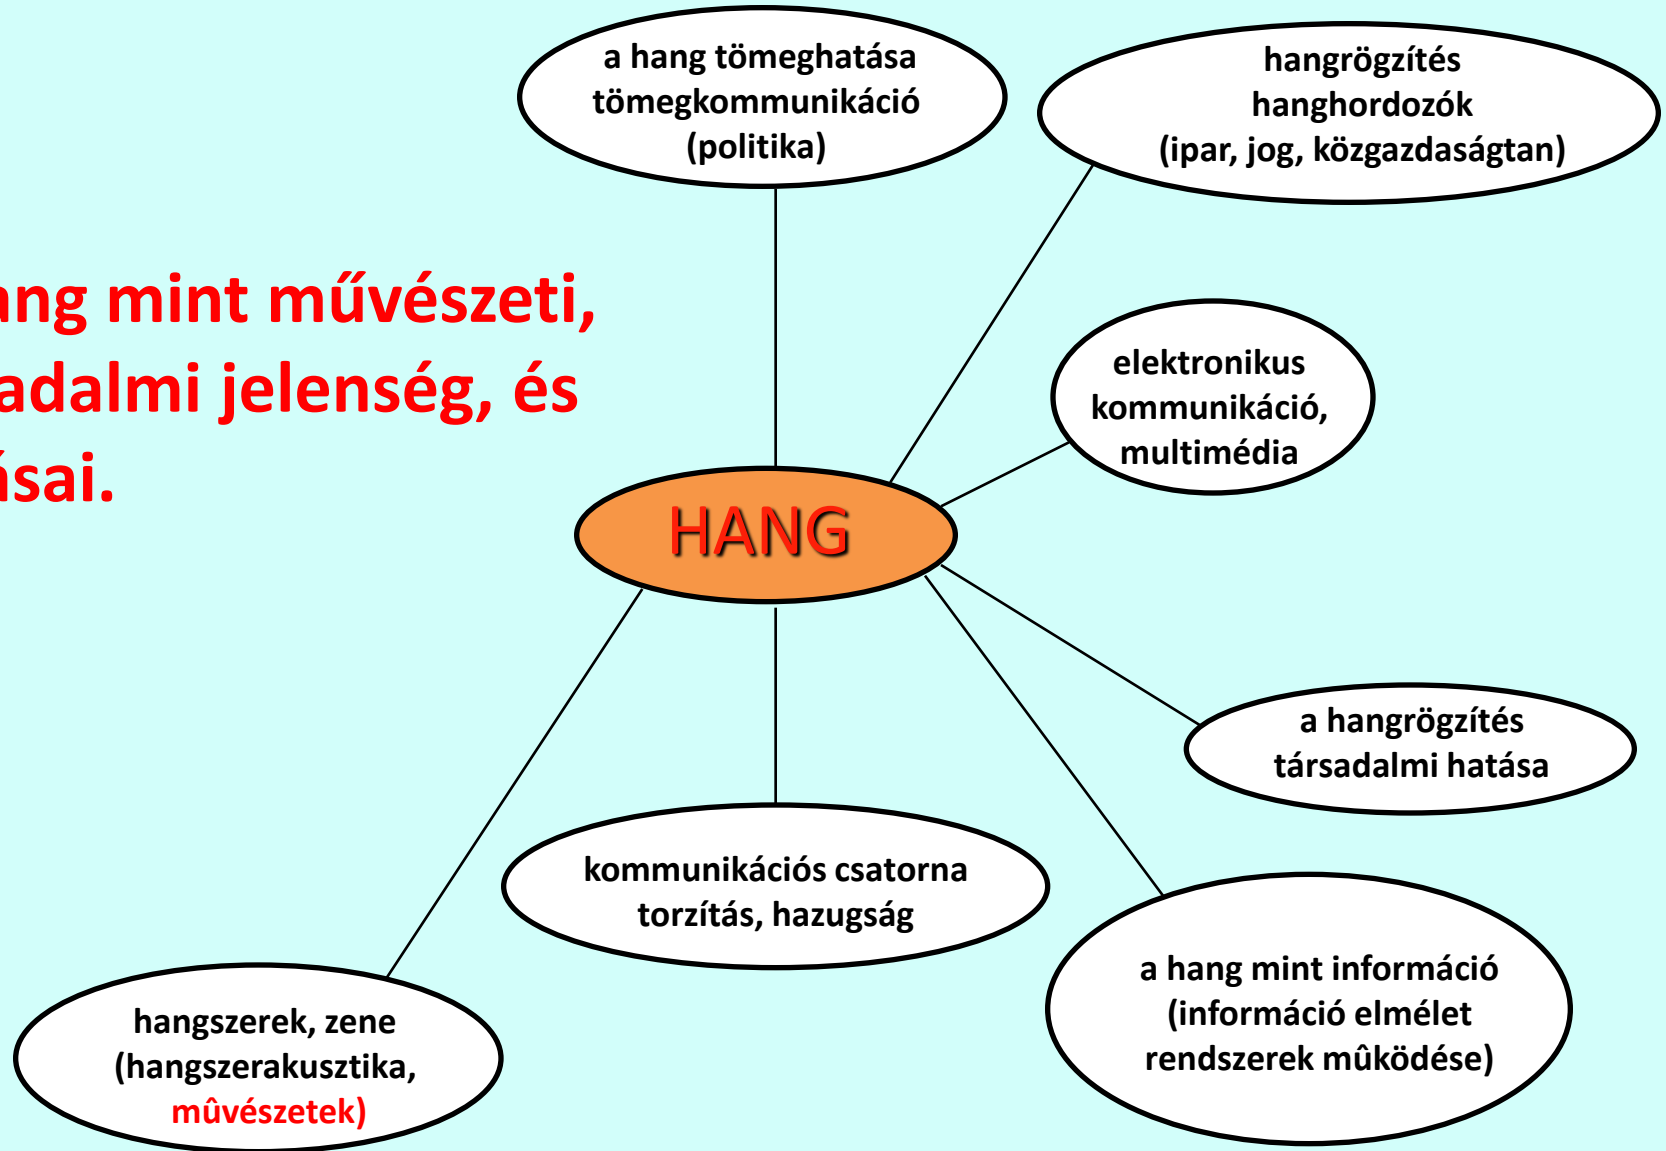 a hang tömeghatása
tömegkommunikáció
(politika)
hangrögzítés
hanghordozók
(ipar, jog, közgazdaságtan)
ang mint művészeti,
adalmi jelenség, és
ásai.
elektronikus
kommunikáció,
multimédia
HANG
a hangrögzítés
társadalmi hatása
kommunikációs csatorna
torzítás, hazugság
a hang mint információ
(információ elmélet
rendszerek mûködése)
hangszerek, zene
(hangszerakusztika,
mûvészetek)